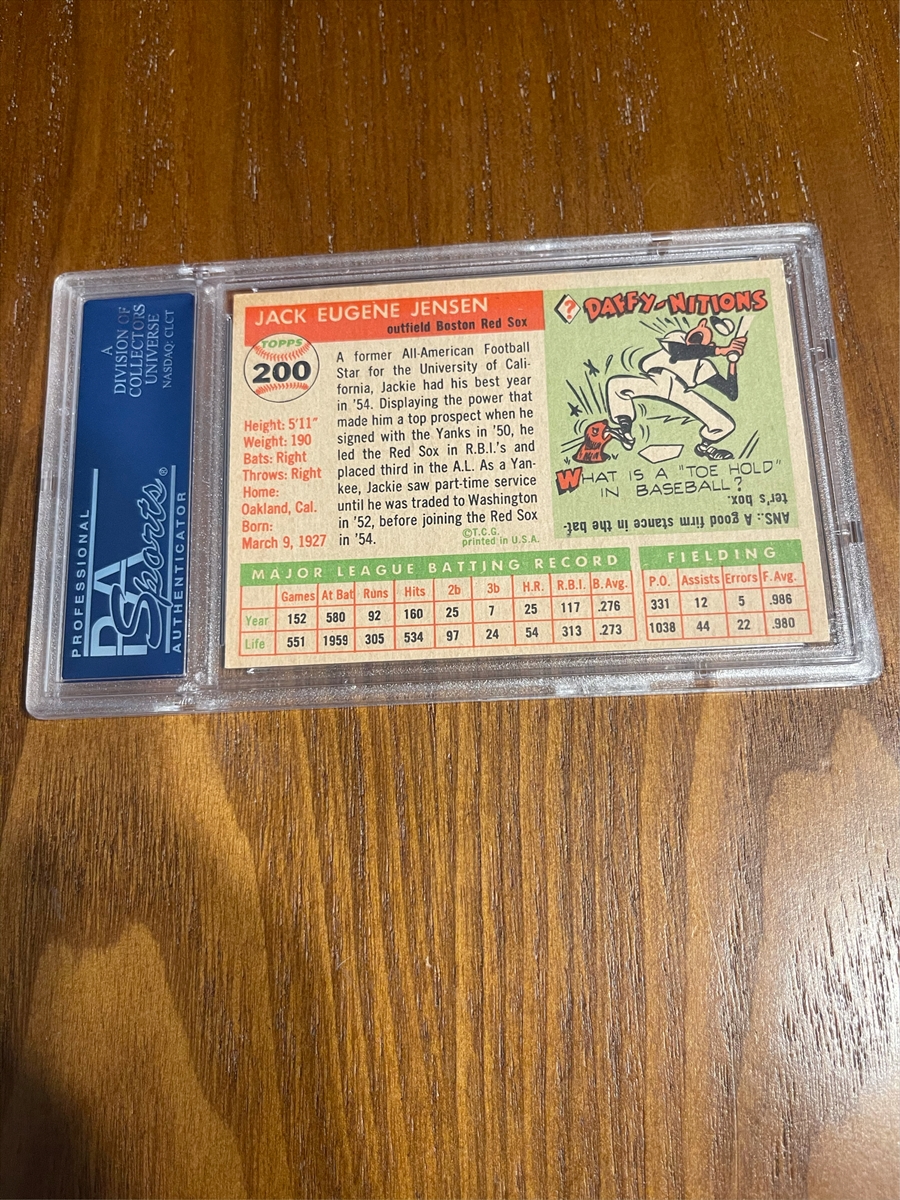 A
DIVISION OF
COLLECTORS
UNIVERSE
NASDAQ: CLCT
PROFESSIONAL
PSA
Sports®
AUTHENTICATOR
JACK EUGENE JENSEN
outfield Boston Red Sox
TOPPS
200
Height: 5'11"
Weight: 190
Bats: Right
Throws: Right
Home:
Oakland, Cal.
Born:
March 9, 1927
A former All-American Football
Star for the University of Cali-
fornia, Jackie had his best year
in '54. Displaying the power that
made him a top prospect when he
signed with the Yanks in '50, he
led the Red Sox in R.B.I.'s and
placed third in the A.L. As a Yan-
kee, Jackie saw part-time service
until he was traded to Washington
in '52, before joining the Red Sox
in '54.
©T.C.G.
printed in U.S.A.
?
DAFFY-NITIONS
WHAT IS A "TOE HOLD"
IN BASEBALL?
ANS.: A good firm stance in the bat-
ter's box.
MAJOR LEAGUE BATTING RECORD
Games At Bat Runs Hits 2b 3b H.R. R.B.I. B. Avg.
Year 152 580 92 160 25 7 25 117 .276
Life 551 1959 305 534 97 24 54 313 .273
FIELDING
P.O. Assists Errors F. Avg.
331 12 5 .986
1038 44 22 .980